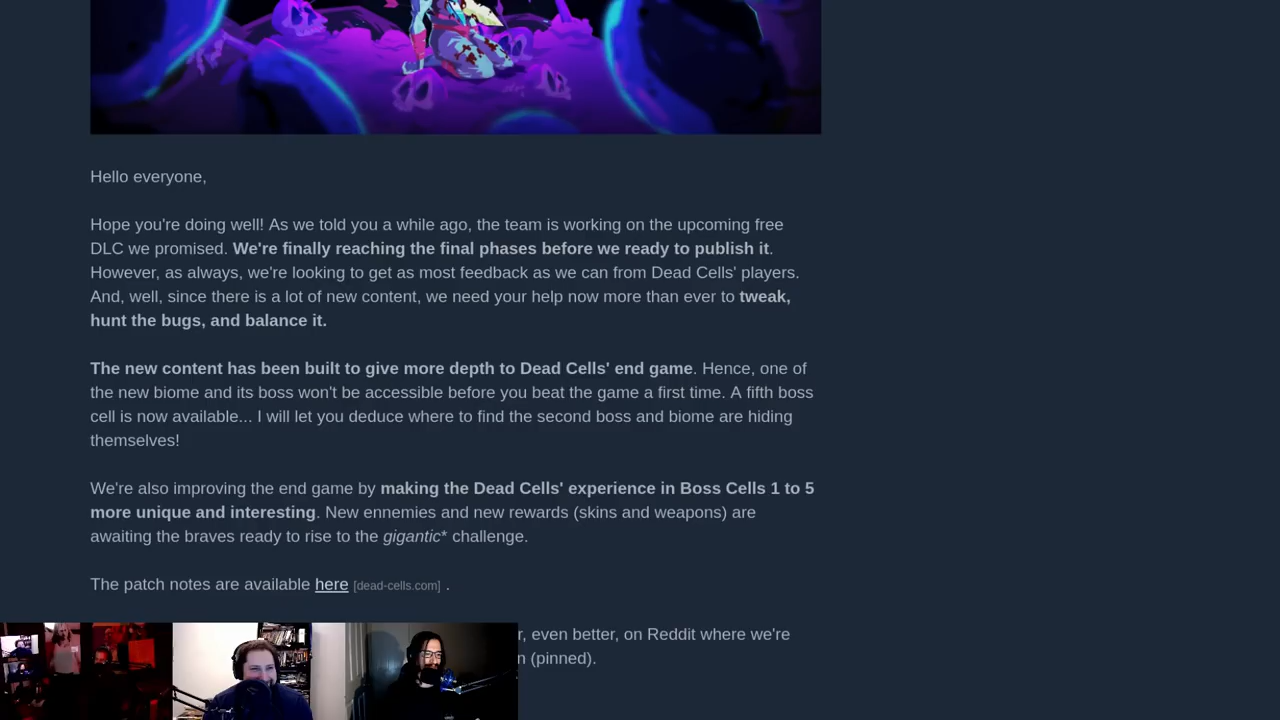 Hello everyone,
Hope you're doing well! As we told you a while ago, the team is working on the upcoming free
DLC we promised. We're finally reaching the final phases before we ready to publish it.
However, as always, we're looking to get as most feedback as we can from Dead Cells' players.
And, well, since there is a lot of new content, we need your help now more than ever to tweak,
hunt the bugs, and balance it.
The new content has been built to give more depth to Dead Cells' end game. Hence, one of
the new biome and its boss won't be accessible before you beat the game a first time. A fifth boss
cell is now available... I will let you deduce where to find the second boss and biome are hiding
themselves!
We're also improving the end game by making the Dead Cells' experience in Boss Cells 1 to 5
more unique and interesting. New ennemies and new rewards (skins and weapons) are
awaiting the braves ready to rise to the gigantic* challenge.
The patch notes are available here [dead-cells.com] .
, even better, on Reddit where we're
(pinned).